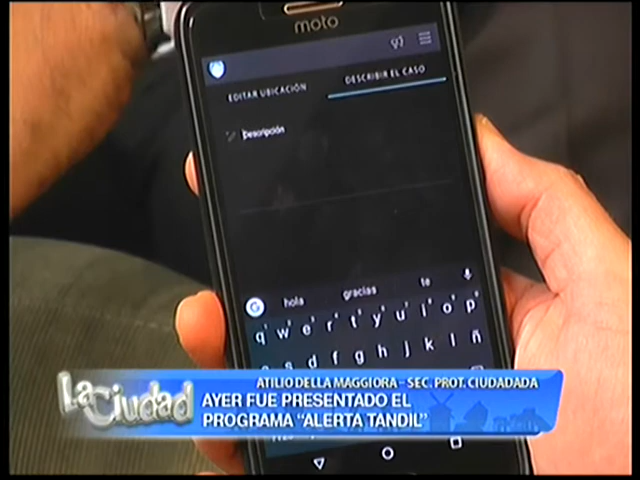 moto
EDITAR UBICACIÓN
DESCRIBIR EL CASO
Descripción
G
hola
gracias
te
q w e r t y u i o p
a s d f g h j k l ñ
La Ciudad
ATILIO DELLA MAGGIORA - SEC. PROT. CIUDADADA
AYER FUE PRESENTADO EL
PROGRAMA "ALERTA TANDIL"